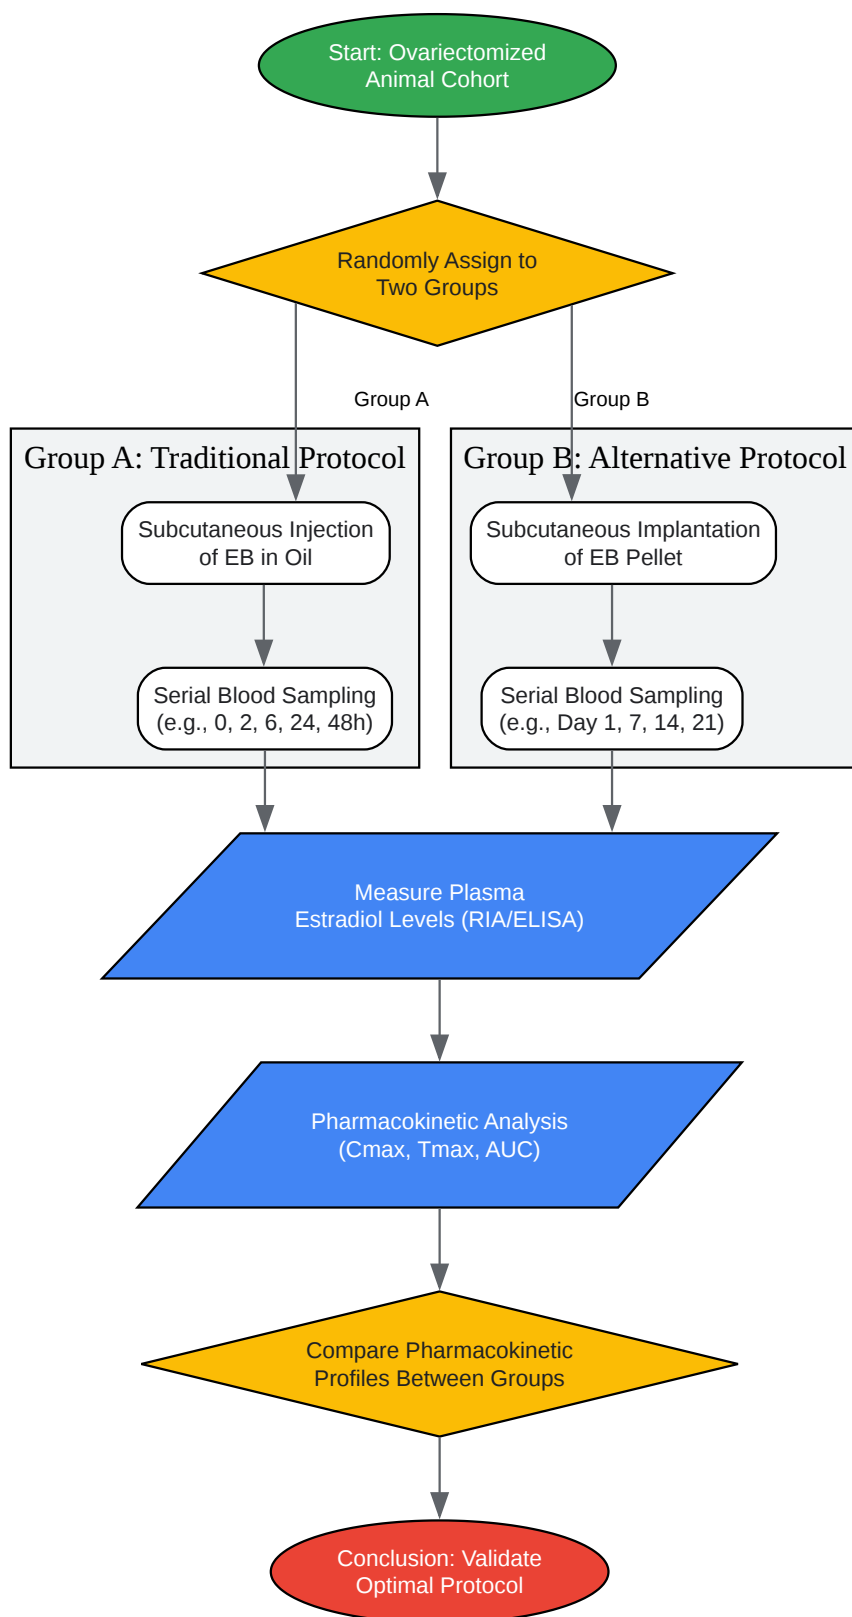 Start: Ovariectomized
Animal Cohort
Randomly Assign to
Two Groups
Group A
Group B
Group A: Traditional Protocol
Group B: Alternative Protocol
Subcutaneous Injection
of EB in Oil
Subcutaneous Implantation
of EB Pellet
Serial Blood Sampling
(e.g., 0, 2, 6, 24, 48h)
Serial Blood Sampling
(e.g., Day 1, 7, 14, 21)
Measure Plasma
Estradiol Levels (RIA/ELISA)
Pharmacokinetic Analysis
(Cmax, Tmax, AUC)
Compare Pharmacokinetic
Profiles Between Groups
Conclusion: Validate
Optimal Protocol